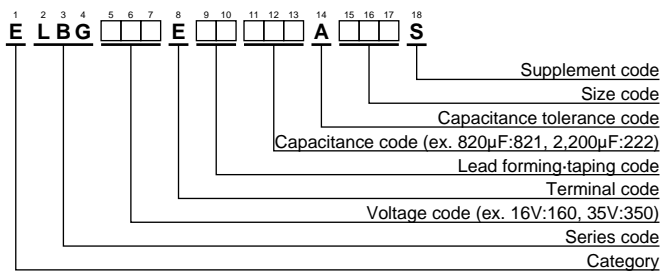 1 2 3 4 5 6 7 8 9 10 11 12 13 14 15 16 17 18
E L B G □□□ E □□ □□□ A □□□ S
Supplement code
Size code
Capacitance tolerance code
Capacitance code (ex. 820µF:821, 2,200µF:222)
Lead forming·taping code
Terminal code
Voltage code (ex. 16V:160, 35V:350)
Series code
Category